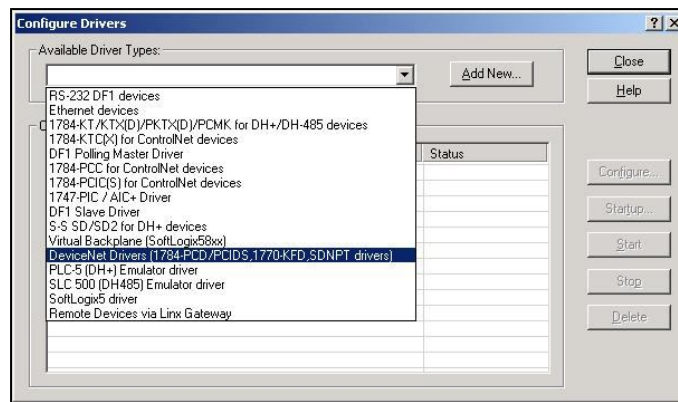 Configure Drivers
Available Driver Types:
Add New...
Close
Help
RS-232 DF1 devices
Ethernet devices
1784-KT/KTX(D)/PKTX(D)/PCMK for DH+/DH-485 devices
1784-KTC(X) for ControlNet devices
DF1 Polling Master Driver
1784-PCC for ControlNet devices
1784-PCIC(S) for ControlNet devices
1747-PIC / AIC+ Driver
DF1 Slave Driver
S-S SD/SD2 for DH+ devices
Virtual Backplane (SoftLogix58xx)
DeviceNet Drivers (1784-PCD/PCIDS,1770-KFD,SDNPT drivers)
PLC-5 (DH+) Emulator driver
SLC 500 (DH485) Emulator driver
SoftLogix5 driver
Remote Devices via Linx Gateway
Status
Configure...
Startup...
Start
Stop
Delete